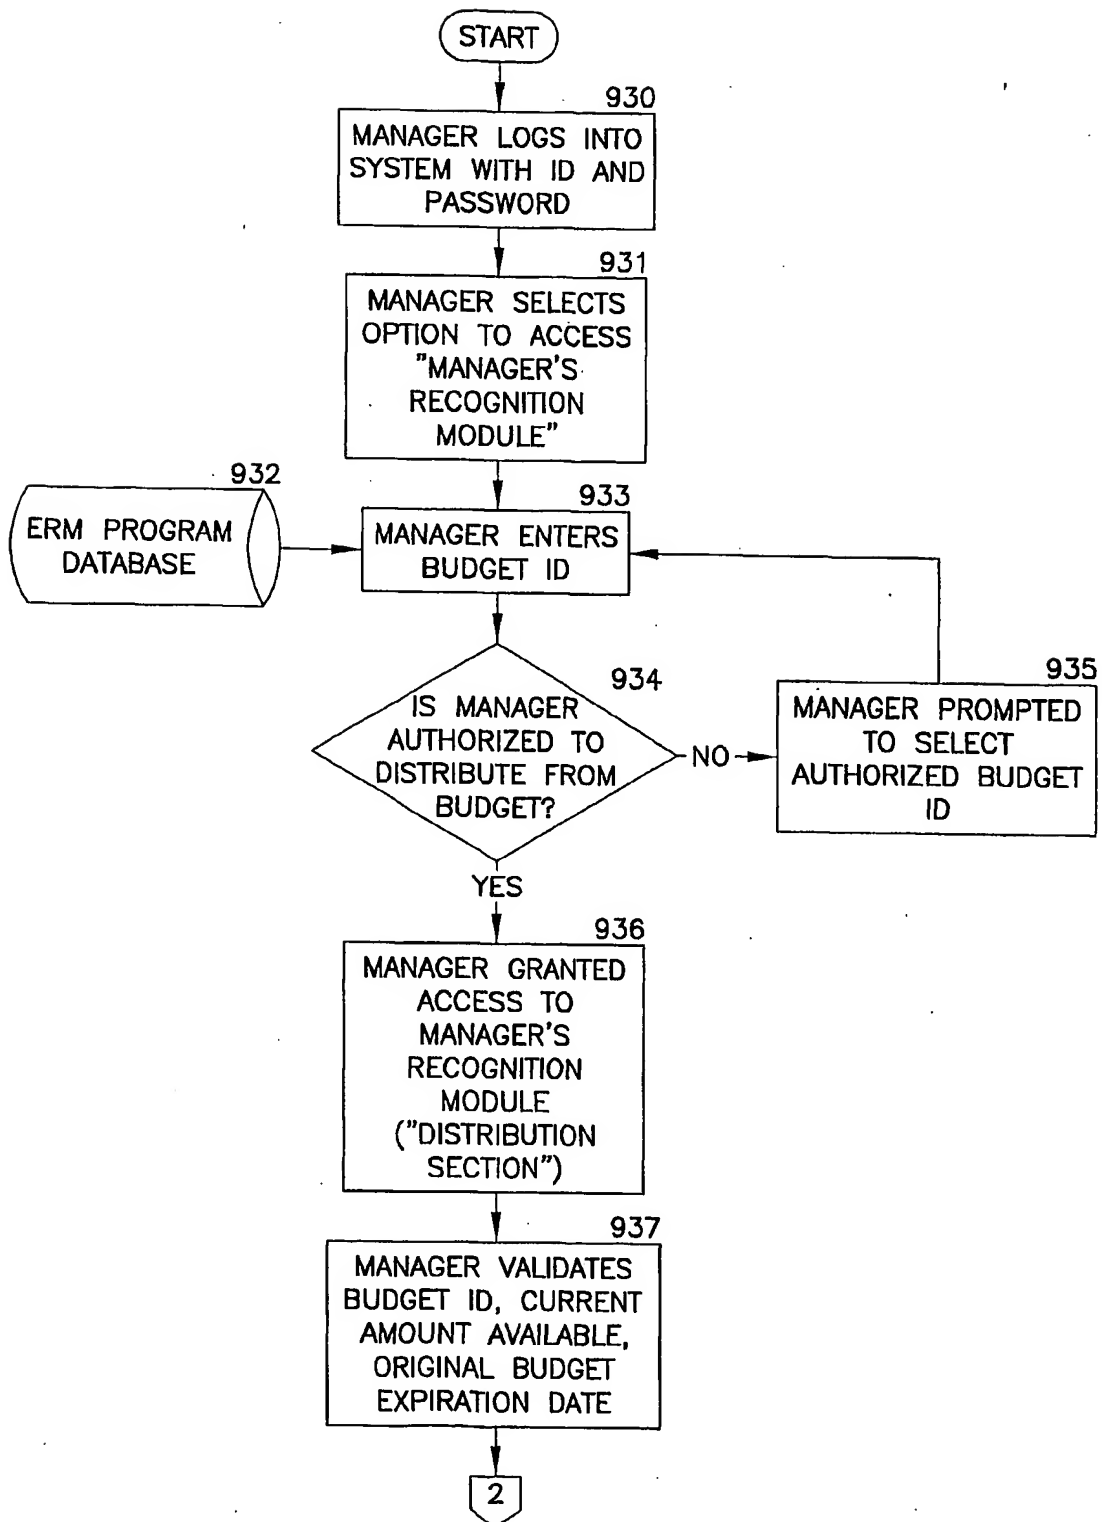 START
930
MANAGER LOGS INTO
SYSTEM WITH ID AND
PASSWORD
931
MANAGER SELECTS
OPTION TO ACCESS
"MANAGER'S
RECOGNITION
MODULE"
932
ERM PROGRAM
DATABASE
933
MANAGER ENTERS
BUDGET ID
934
IS MANAGER
AUTHORIZED TO
DISTRIBUTE FROM
BUDGET?
NO
935
MANAGER PROMPTED
TO SELECT
AUTHORIZED BUDGET
ID
YES
936
MANAGER GRANTED
ACCESS TO
MANAGER'S
RECOGNITION
MODULE
("DISTRIBUTION
SECTION")
937
MANAGER VALIDATES
BUDGET ID, CURRENT
AMOUNT AVAILABLE,
ORIGINAL BUDGET
EXPIRATION DATE
2